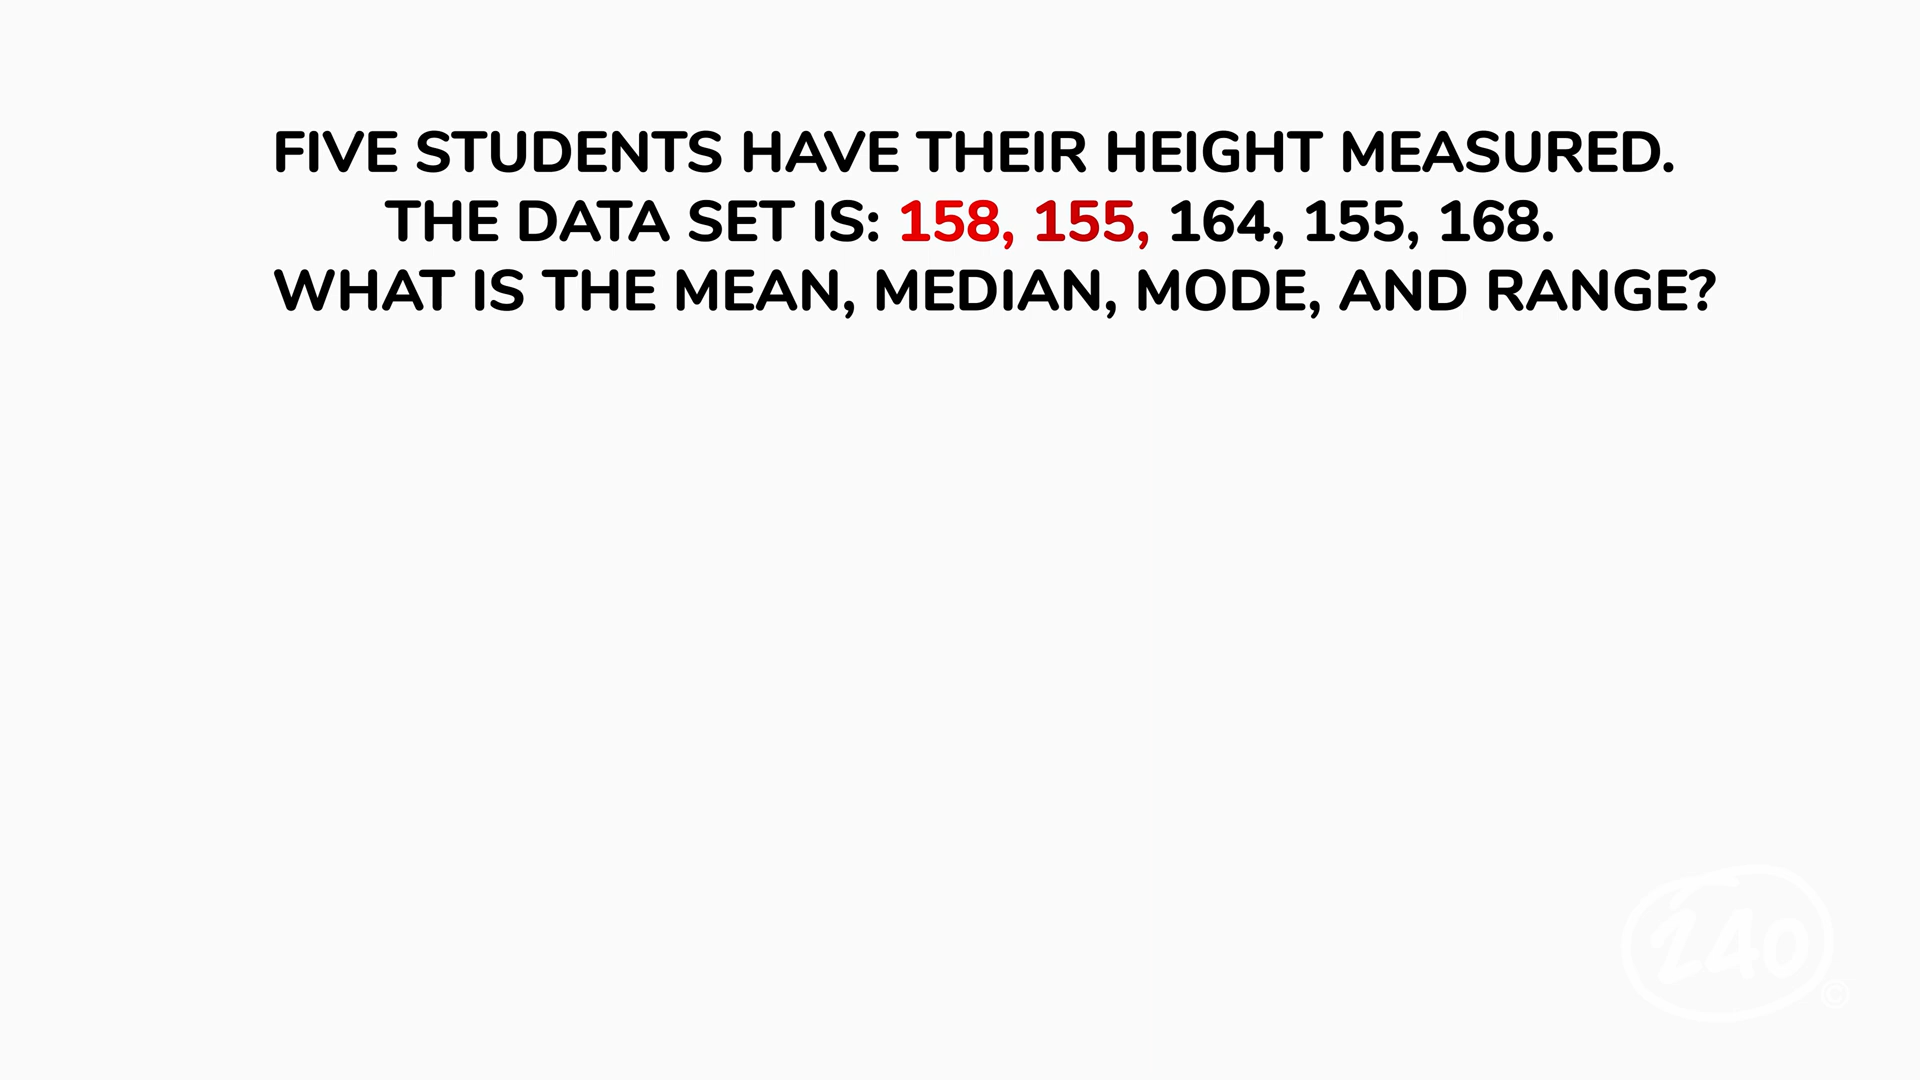 FIVE STUDENTS HAVE THEIR HEIGHT MEASURED.
THE DATA SET IS: 158, 155, 164, 155, 168.
WHAT IS THE MEAN, MEDIAN, MODE, AND RANGE?
240
©